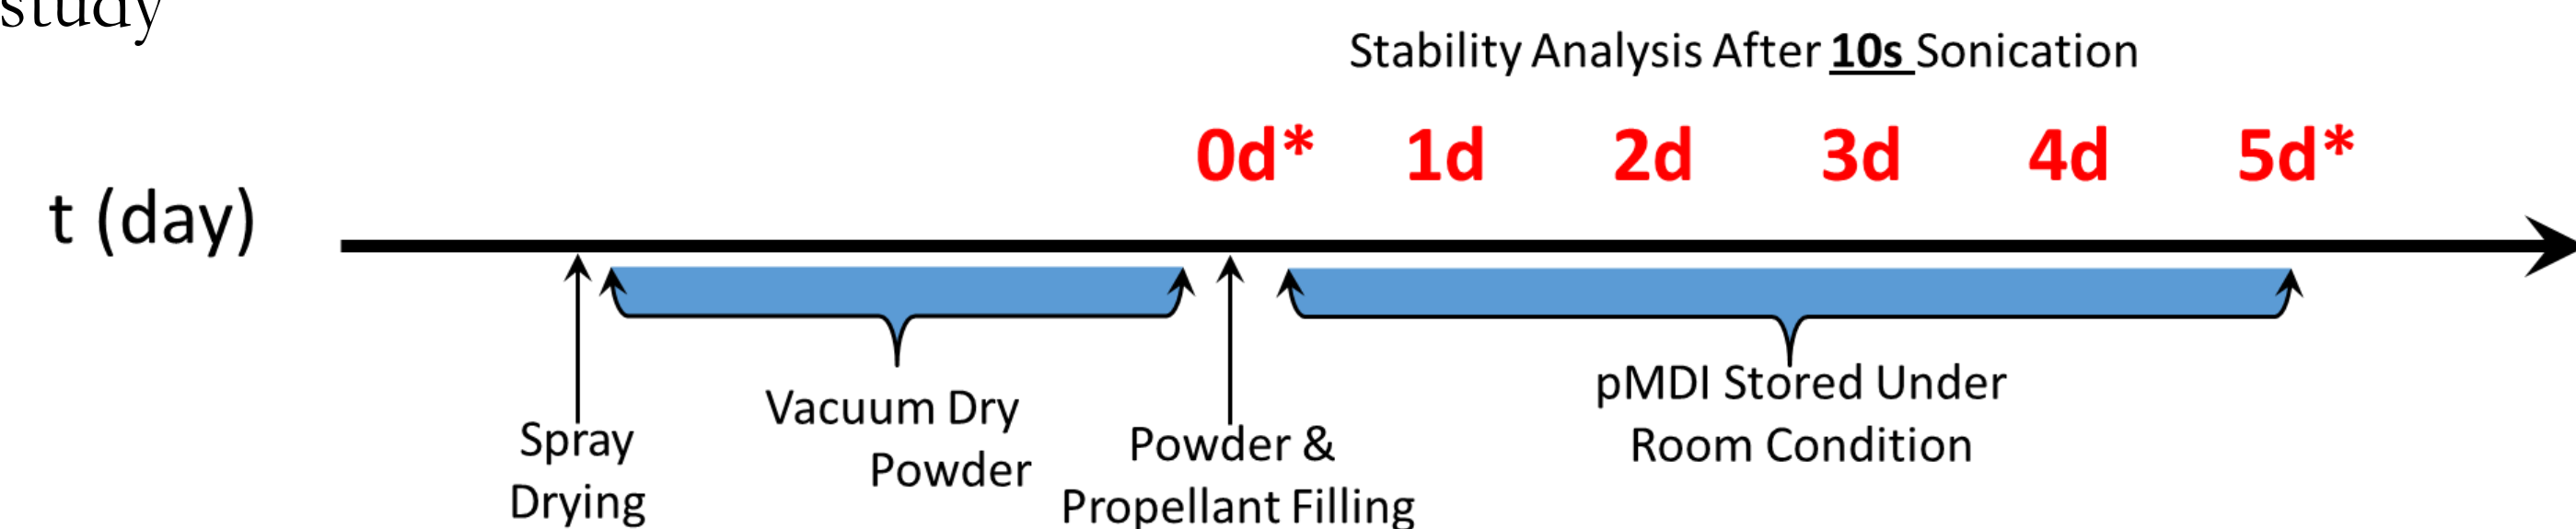 study
Stability Analysis After 10s Sonication
0d* 1d 2d 3d 4d 5d*
t (day)
Spray
Drying
Vacuum Dry
Powder
Powder &
Propellant Filling
pMDI Stored Under
Room Condition